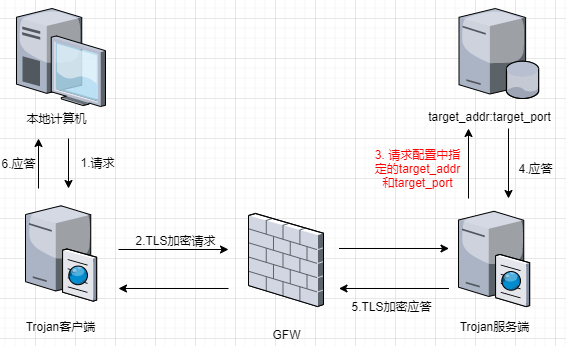 本地计算机
target_addr:target_port
6.应答
1.请求
3. 请求配置中指
定的target_addr
和target_port
4.应答
2.TLS加密请求
5.TLS加密应答
Trojan客户端
GFW
Trojan服务端